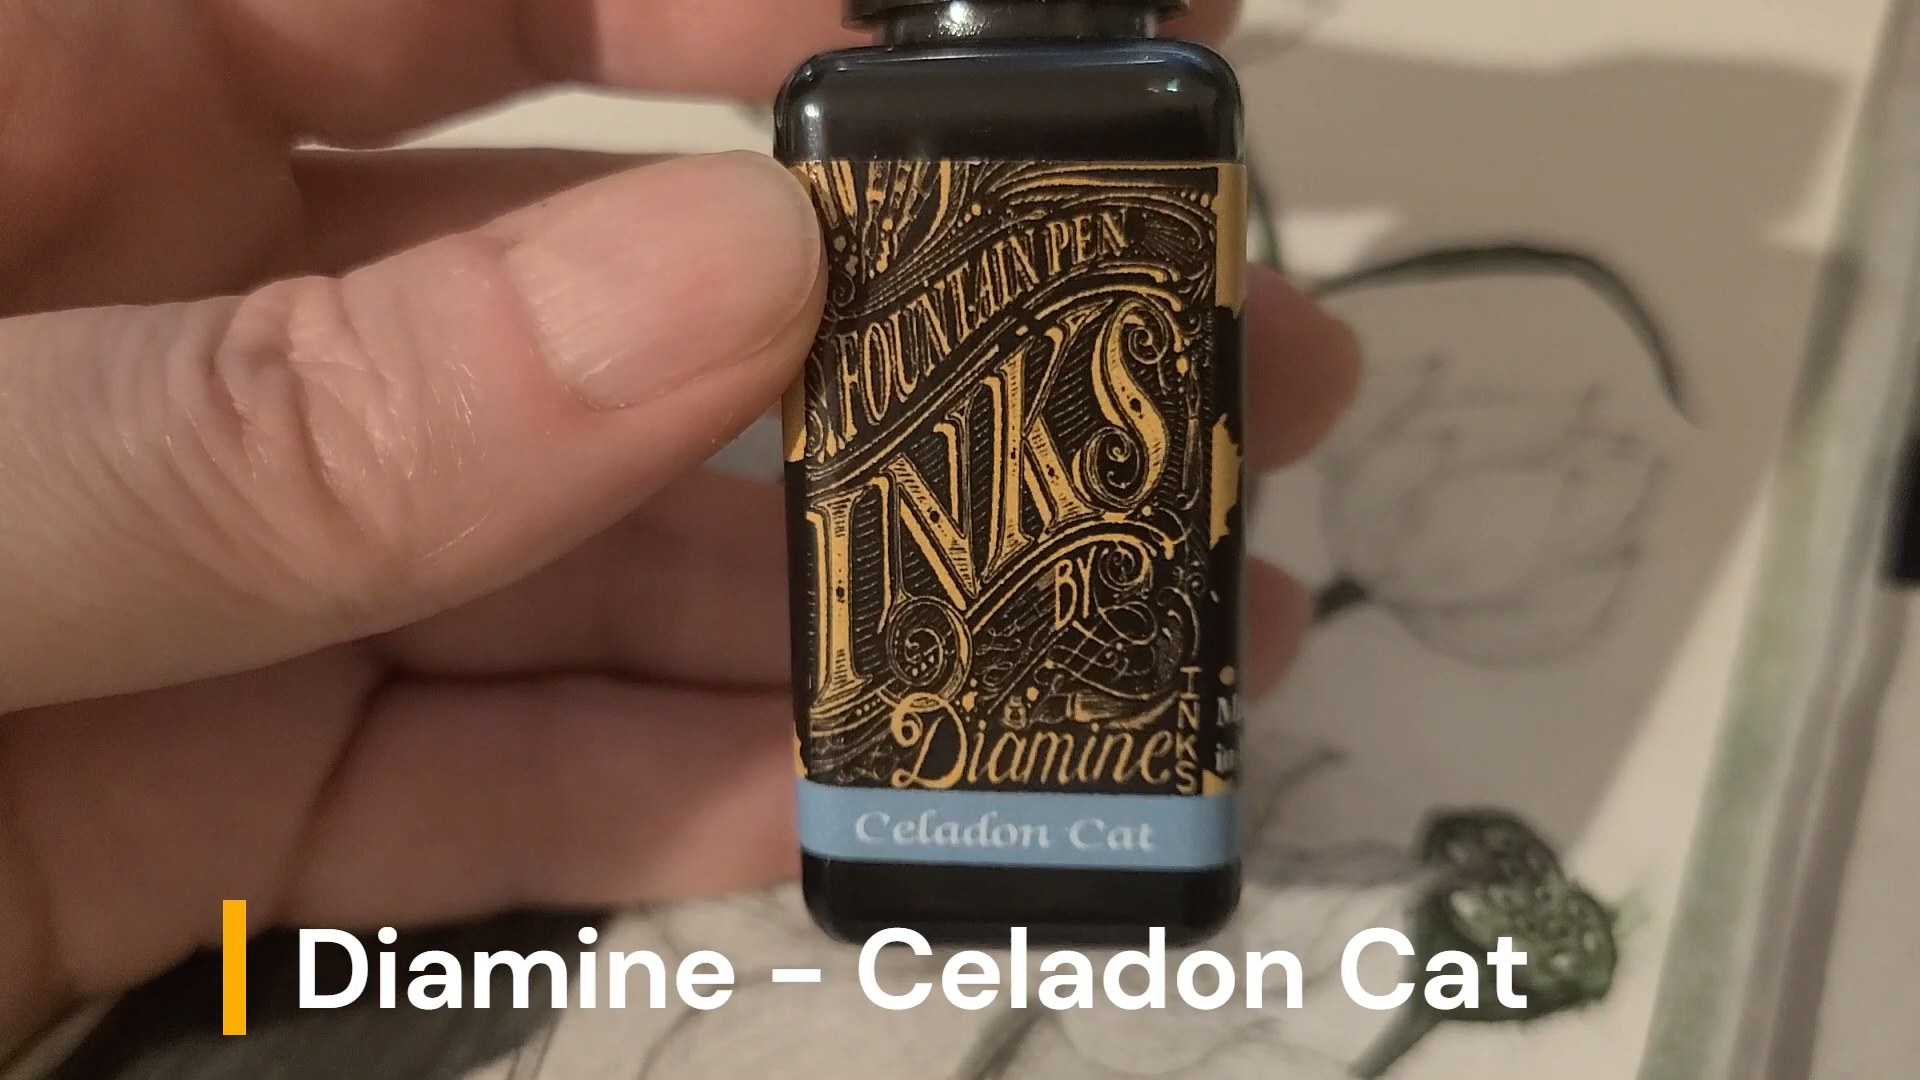 FOUNTAIN PEN
INKS
BY
Diamine
INKS
Celadon Cat
Diamine - Celadon Cat